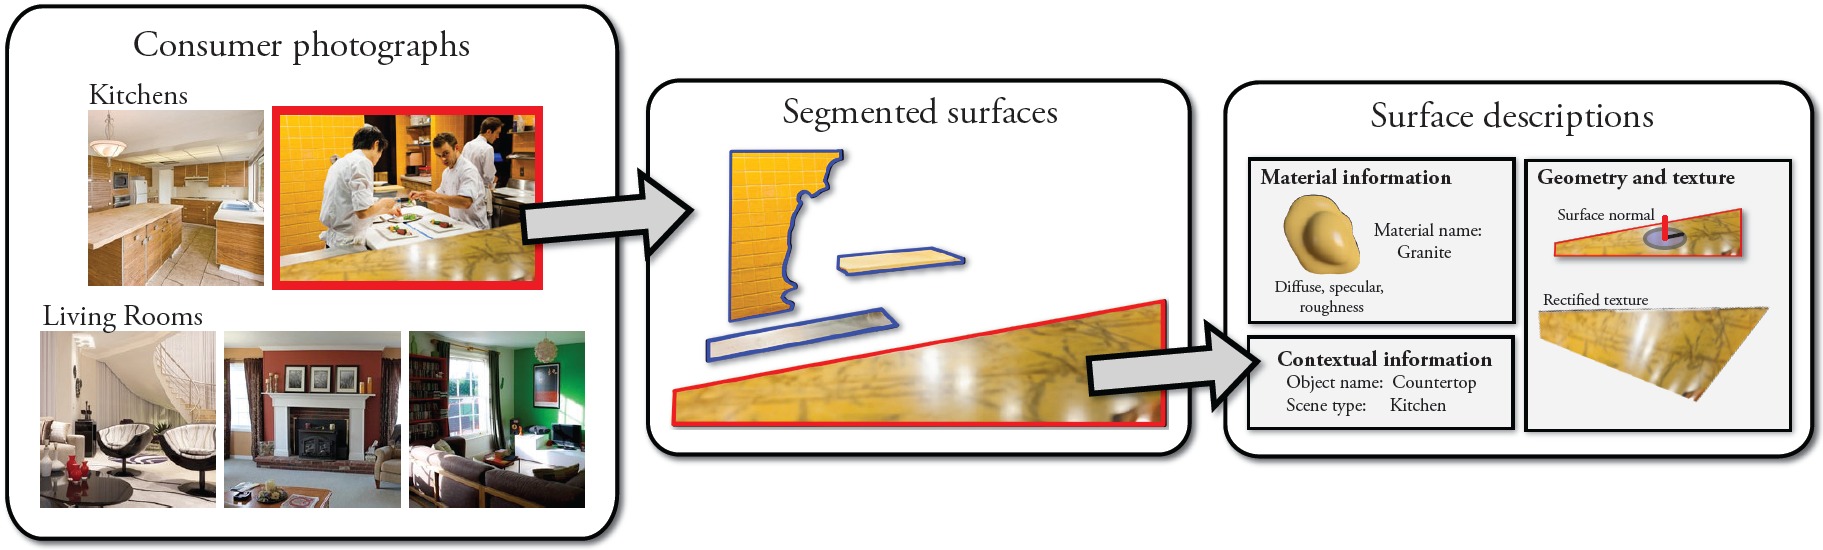 Consumer photographs
Kitchens
Living Rooms
Segmented surfaces
Surface descriptions
Material information
Material name:
Granite
Diffuse, specular,
roughness
Contextual information
Object name: Countertop
Scene type: Kitchen
Geometry and texture
Surface normal
Rectified texture